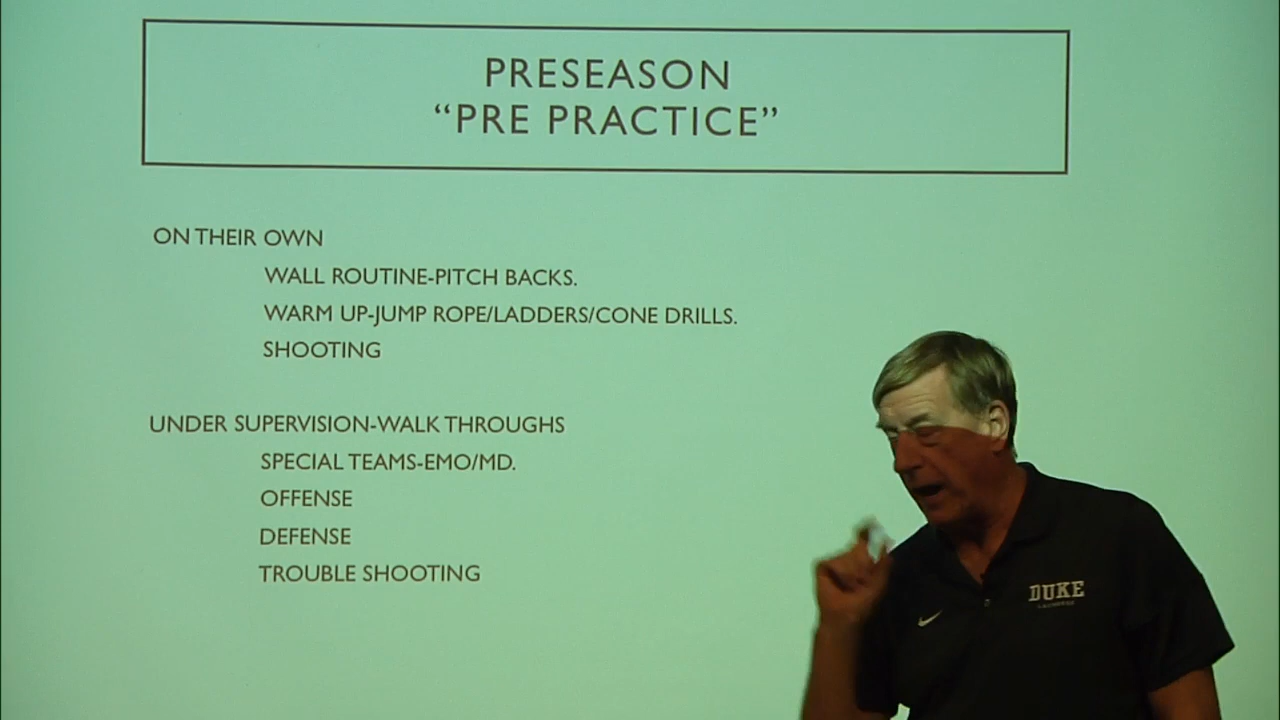 PRESEASON
“PRE PRACTICE”
ON THEIR OWN
WALL ROUTINE-PITCH BACKS.
WARM UP-JUMP ROPE/LADDERS/CONE DRILLS.
SHOOTING
UNDER SUPERVISION-WALK THROUGHS
SPECIAL TEAMS-EMO/MD.
OFFENSE
DEFENSE
TROUBLE SHOOTING
DUKE
LACROSSE